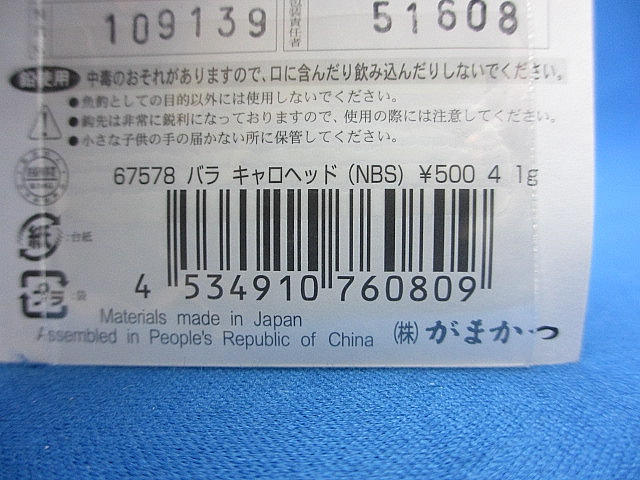 109139
51608
責任者
鉛使用 中毒のおそれがありますので、口に含んだり飲み込んだりしないでください。
●魚釣としての目的以外には使用しないでください。
●鈎先は非常に鋭利になっておりますので、使用の際には注意してください。
●小さな子供の手の届かない所に保管してください。
67578 バラ キャロヘッド (NBS) ¥500 4 1g
紙 :台紙
プラ :袋
4 534910 760809
Materials made in Japan
Assembled in People's Republic of China
(株) がまかつ